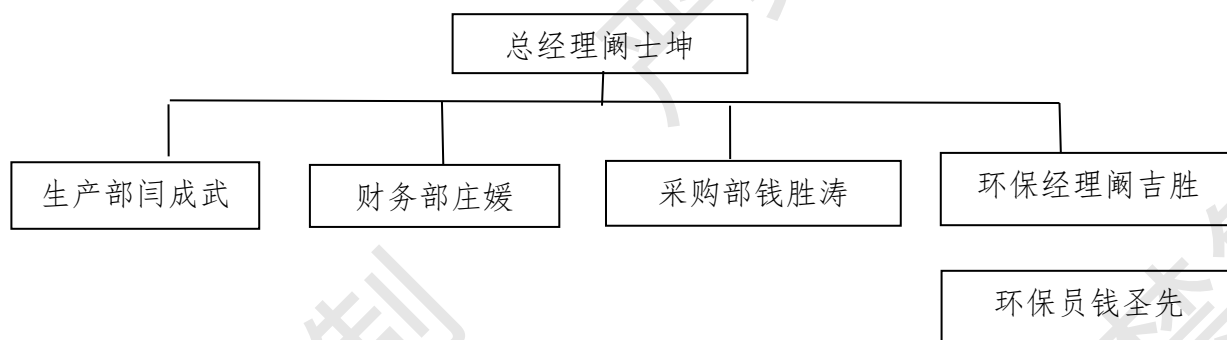 总经理阚士坤
生产部闫成武
财务部庄媛
采购部钱胜涛
环保经理阚吉胜
环保员钱圣先
制